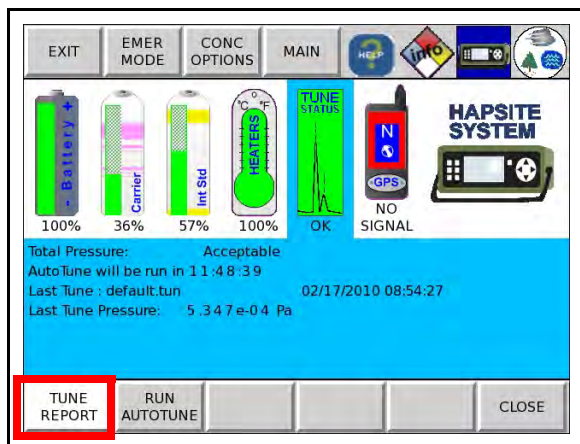 EXIT
EMER
MODE
CONC
OPTIONS
MAIN
HELP
info
- Battery +
Carrier
Int Std
°C °F
HEATERS
TUNE
STATUS
N
GPS
HAPSITE
SYSTEM
100%
36%
57%
100%
OK
NO
SIGNAL
Total Pressure: Acceptable
AutoTune will be run in 11:48:39
Last Tune : default.tun 02/17/2010 08:54:27
Last Tune Pressure: 5.347e-04 Pa
TUNE
REPORT
RUN
AUTOTUNE
CLOSE